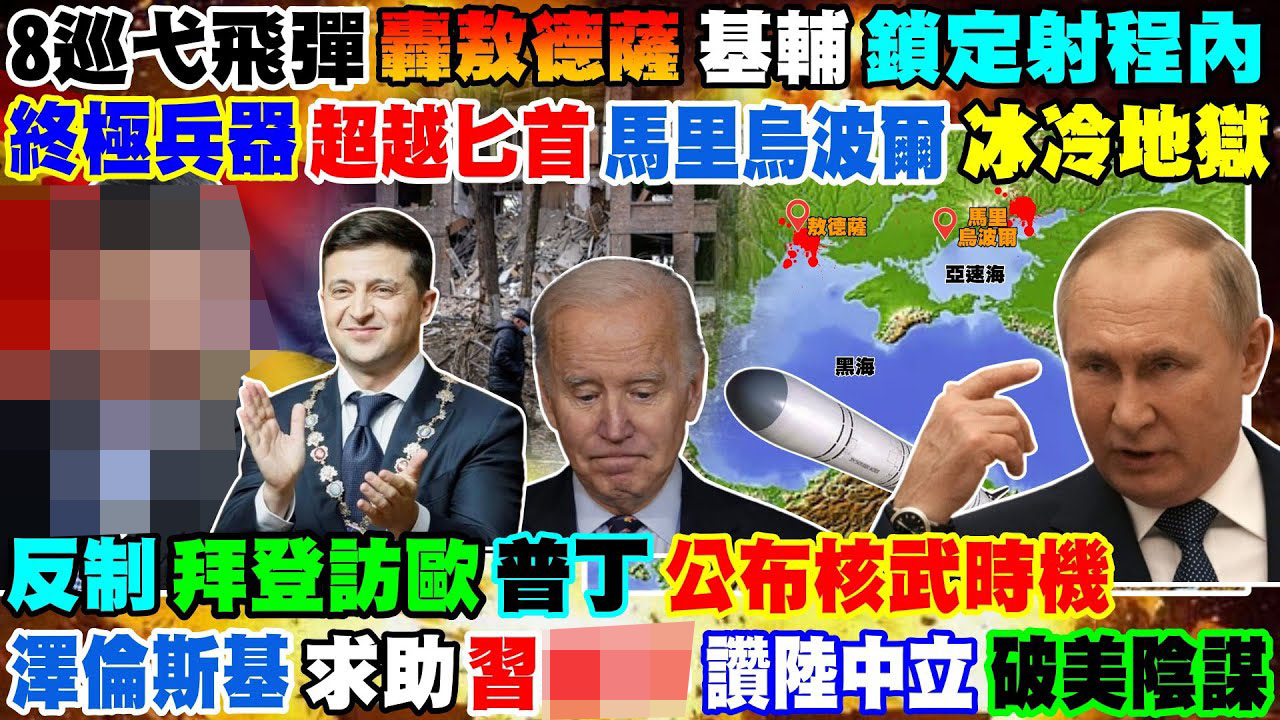 8巡弋飛彈 轟敖德薩 基輔 鎖定射程內
終極兵器 超越匕首 馬里烏波爾 冰冷地獄
敖德薩
馬里
烏波爾
亞速海
黑海
反制 拜登訪歐 普丁 公布核武時機
澤倫斯基 求助 習 讚陸中立 破美陰謀